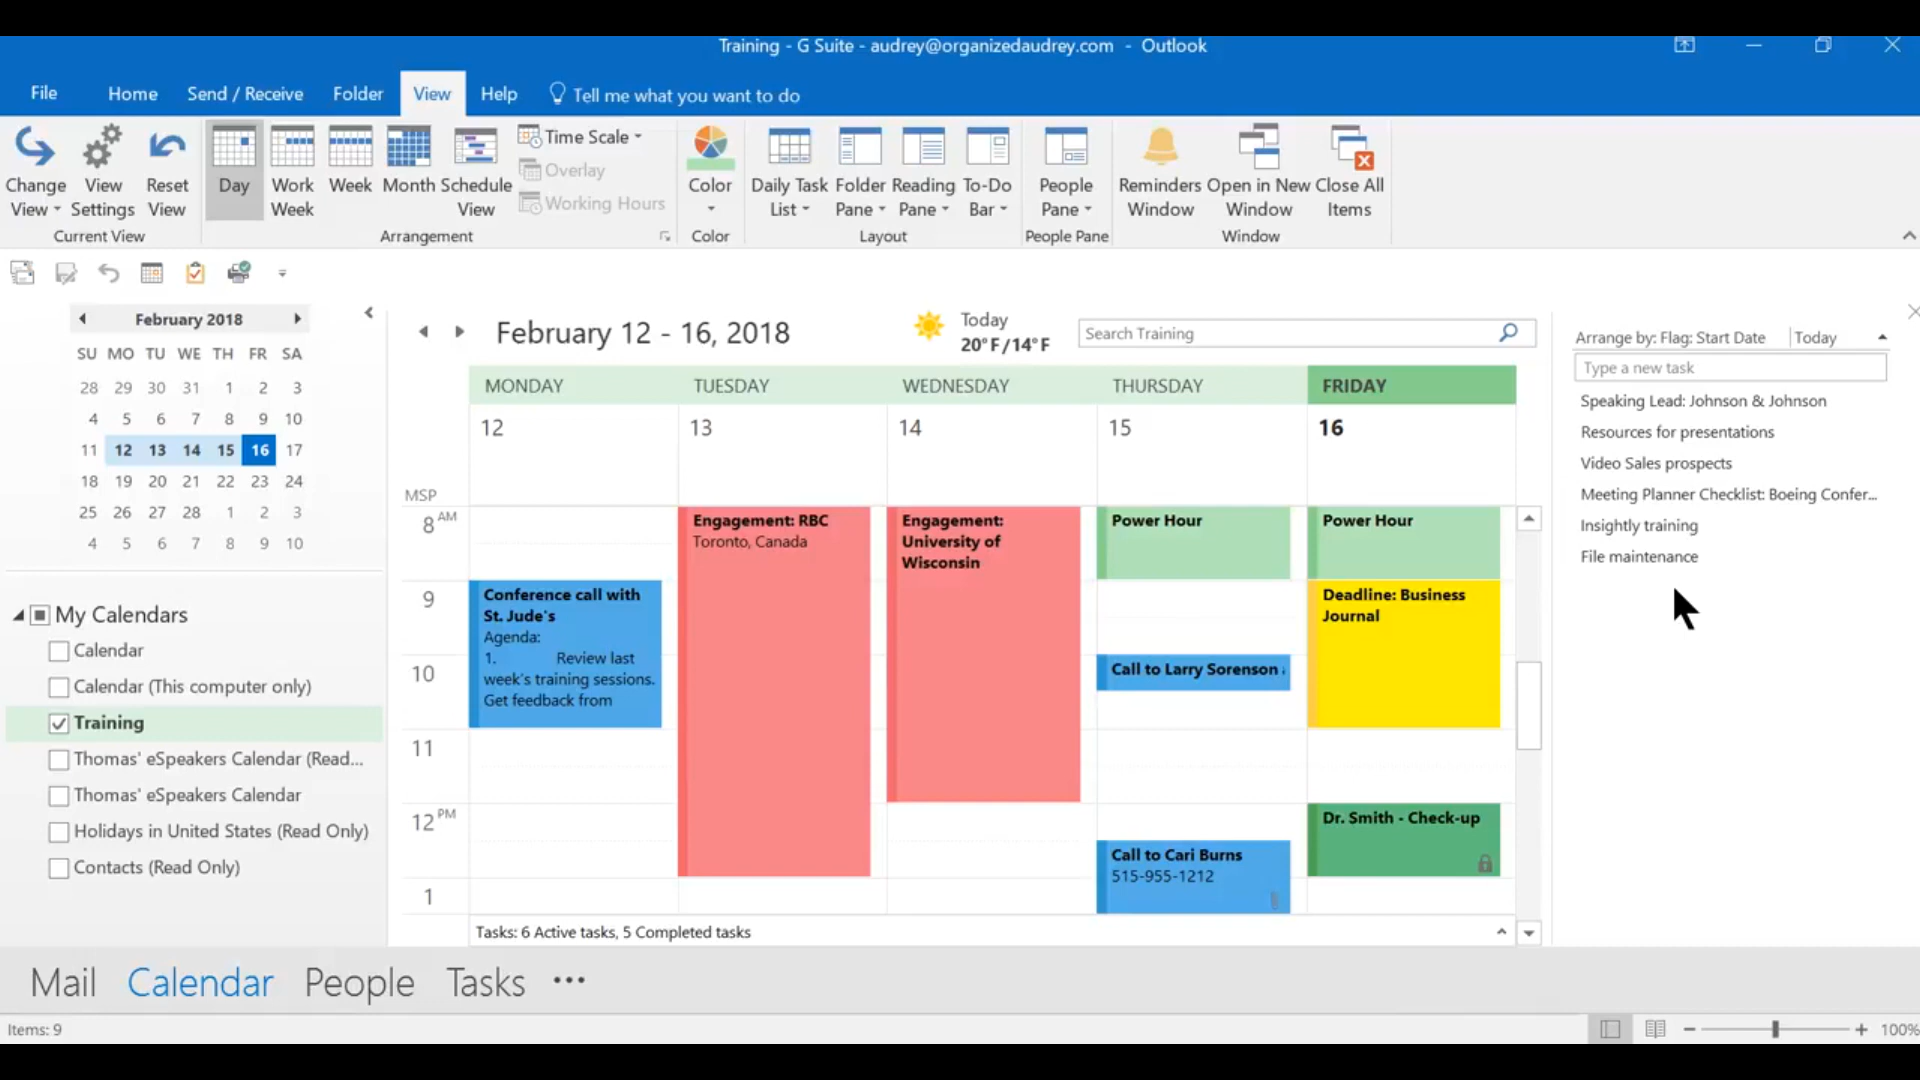 Training - G Suite - audrey@organizedaudrey.com - Outlook
File Home Send / Receive Folder View Help Tell me what you want to do
Change View View Settings Reset View
Current View
Day Work Week Week Month Schedule View
Time Scale
Overlay
Working Hours
Arrangement
Color
Color
Daily Task List Folder Pane Reading Pane To-Do Bar
Layout
People Pane
People Pane
Reminders Window Open in New Window Close All Items
Window
February 2018
SU MO TU WE TH FR SA
28 29 30 31 1 2 3
4 5 6 7 8 9 10
11 12 13 14 15 16 17
18 19 20 21 22 23 24
25 26 27 28 1 2 3
4 5 6 7 8 9 10
My Calendars
Calendar
Calendar (This computer only)
Training
Thomas' eSpeakers Calendar (Read...
Thomas' eSpeakers Calendar
Holidays in United States (Read Only)
Contacts (Read Only)
February 12 - 16, 2018
Today
20°F/14°F
Search Training
MONDAY TUESDAY WEDNESDAY THURSDAY FRIDAY
12 13 14 15 16
MSP
8 AM
9
10
11
12 PM
1
Conference call with
St. Jude's
Agenda:
1. Review last
week's training sessions.
Get feedback from
Engagement: RBC
Toronto, Canada
Engagement:
University of
Wisconsin
Power Hour
Call to Larry Sorenson
Call to Cari Burns
515-955-1212
Power Hour
Deadline: Business
Journal
Dr. Smith - Check-up
Tasks: 6 Active tasks, 5 Completed tasks
Arrange by: Flag: Start Date Today
Type a new task
Speaking Lead: Johnson & Johnson
Resources for presentations
Video Sales prospects
Meeting Planner Checklist: Boeing Confer...
Insightly training
File maintenance
Mail Calendar People Tasks ...
Items: 9
100%